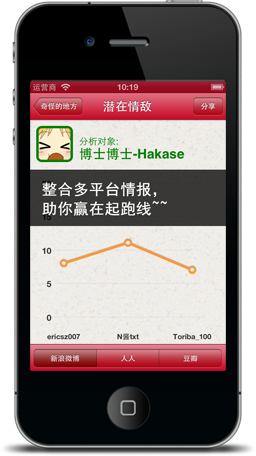 运营商 10:19
奇怪的地方 潜在情敌 分享
分析对象:
博士博士-Hakase
整合多平台情报，
助你赢在起跑线~~
10
5
0
ericsz007 N酱txt Toriba_100
新浪微博 人人 豆瓣